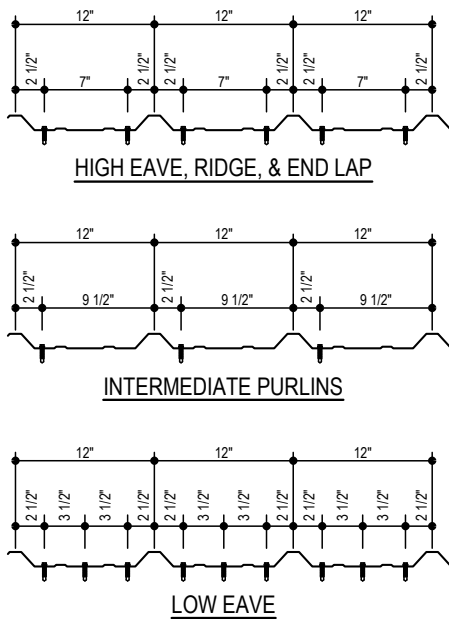 12" 12" 12"
2 1/2" 7" 2 1/2" 2 1/2" 7" 2 1/2" 2 1/2" 7" 2 1/2"
HIGH EAVE, RIDGE, & END LAP
12" 12" 12"
2 1/2" 9 1/2" 2 1/2" 9 1/2" 2 1/2" 9 1/2"
INTERMEDIATE PURLINS
12" 12" 12"
2 1/2" 3 1/2" 3 1/2" 2 1/2" 2 1/2" 3 1/2" 3 1/2" 2 1/2" 2 1/2" 3 1/2" 3 1/2" 2 1/2"
LOW EAVE